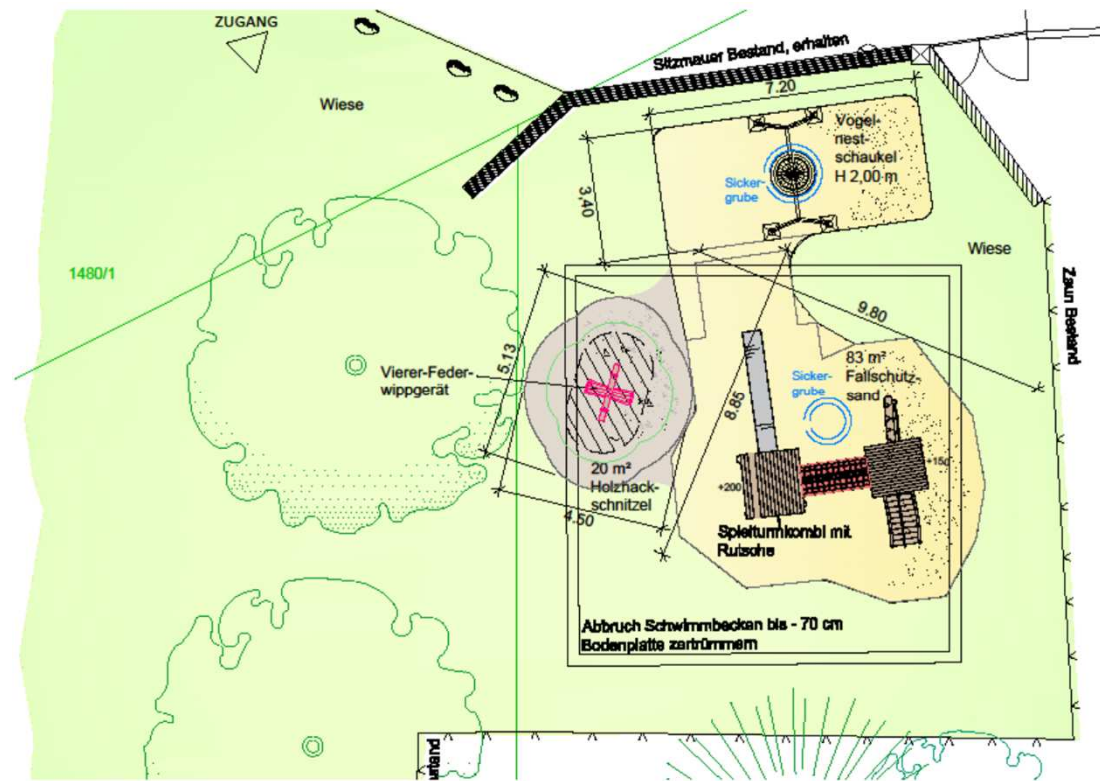 ZUGANG
Sitzmauer Bestand, erhalten
7.20
Wiese
Vogel-
nest-
schaukel
H 2,00 m
Sicker-
grube
3,40
Wiese
1480/1
Zaun Bestand
9.80
5.13
Vierer-Feder-
wippgerät
83 m²
Fallschutz-
sand
Sicker-
grube
8.85
20 m²
Holzhack-
schnitzel
+200
+150
4.50
Spielturmkombi mit
Rutsche
Abbruch Schwimmbecken bis - 70 cm
Bodenplatte zertrümmern